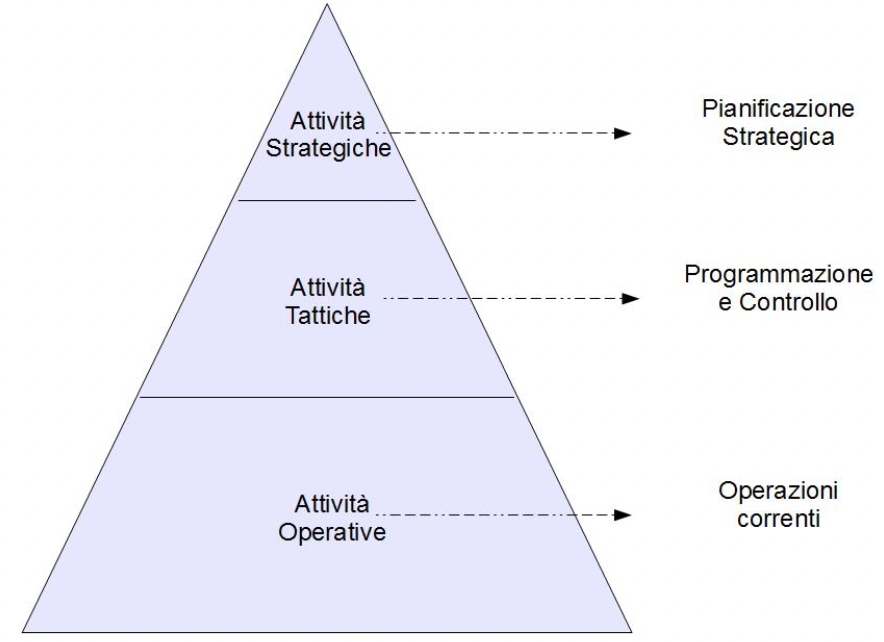 Attività
Strategiche
Pianificazione
Strategica
Attività
Tattiche
Programmazione
e Controllo
Attività
Operative
Operazioni
correnti